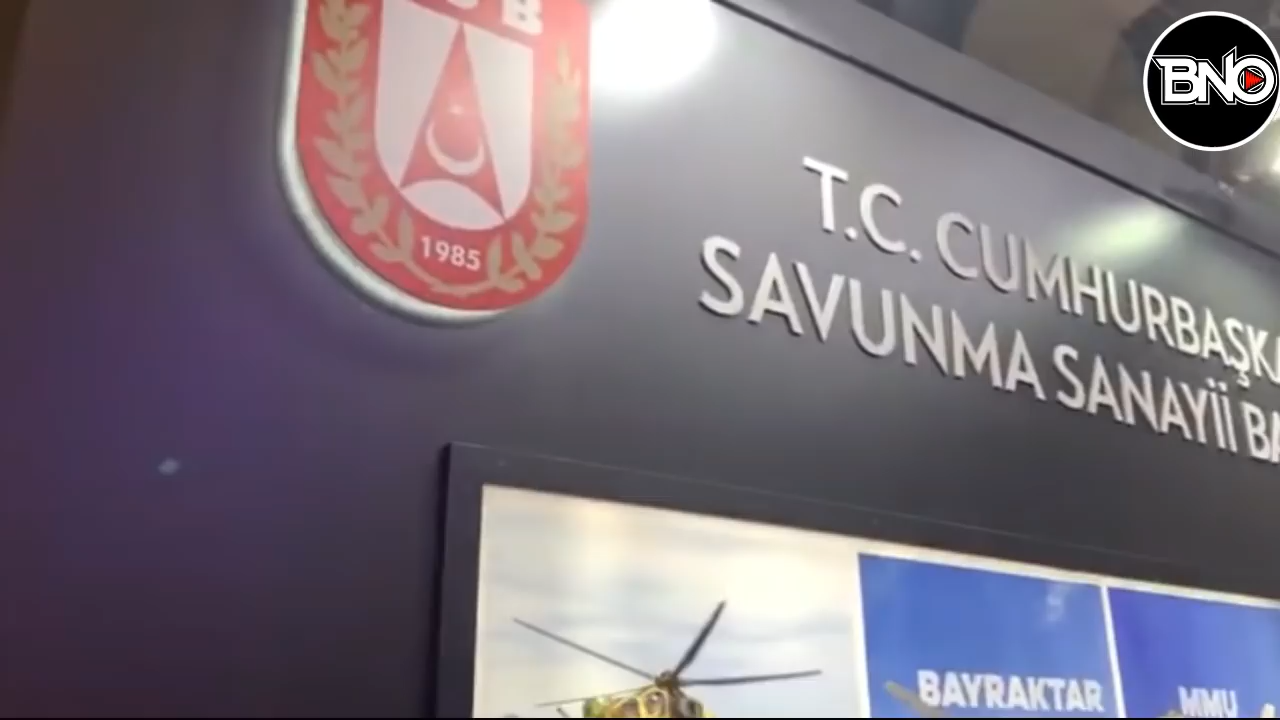 BNO
1985
T.C. CUMHURBAŞKA
SAVUNMA SANAYİİ BA
BAYRAKTAR
MMU